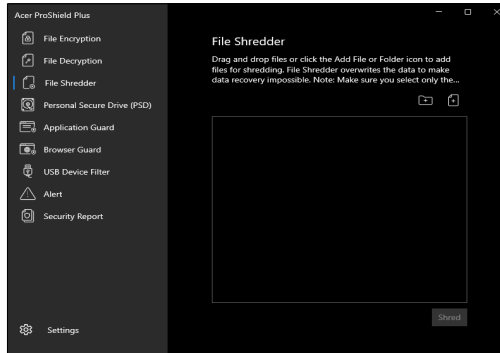 Acer ProShield Plus
File Encryption
File Decryption
File Shredder
Personal Secure Drive (PSD)
Application Guard
Browser Guard
USB Device Filter
Alert
Security Report
Settings
File Shredder
Drag and drop files or click the Add File or Folder icon to add
files for shredding. File Shredder overwrites the data to make
data recovery impossible. Note: Make sure you select only the...
Shred